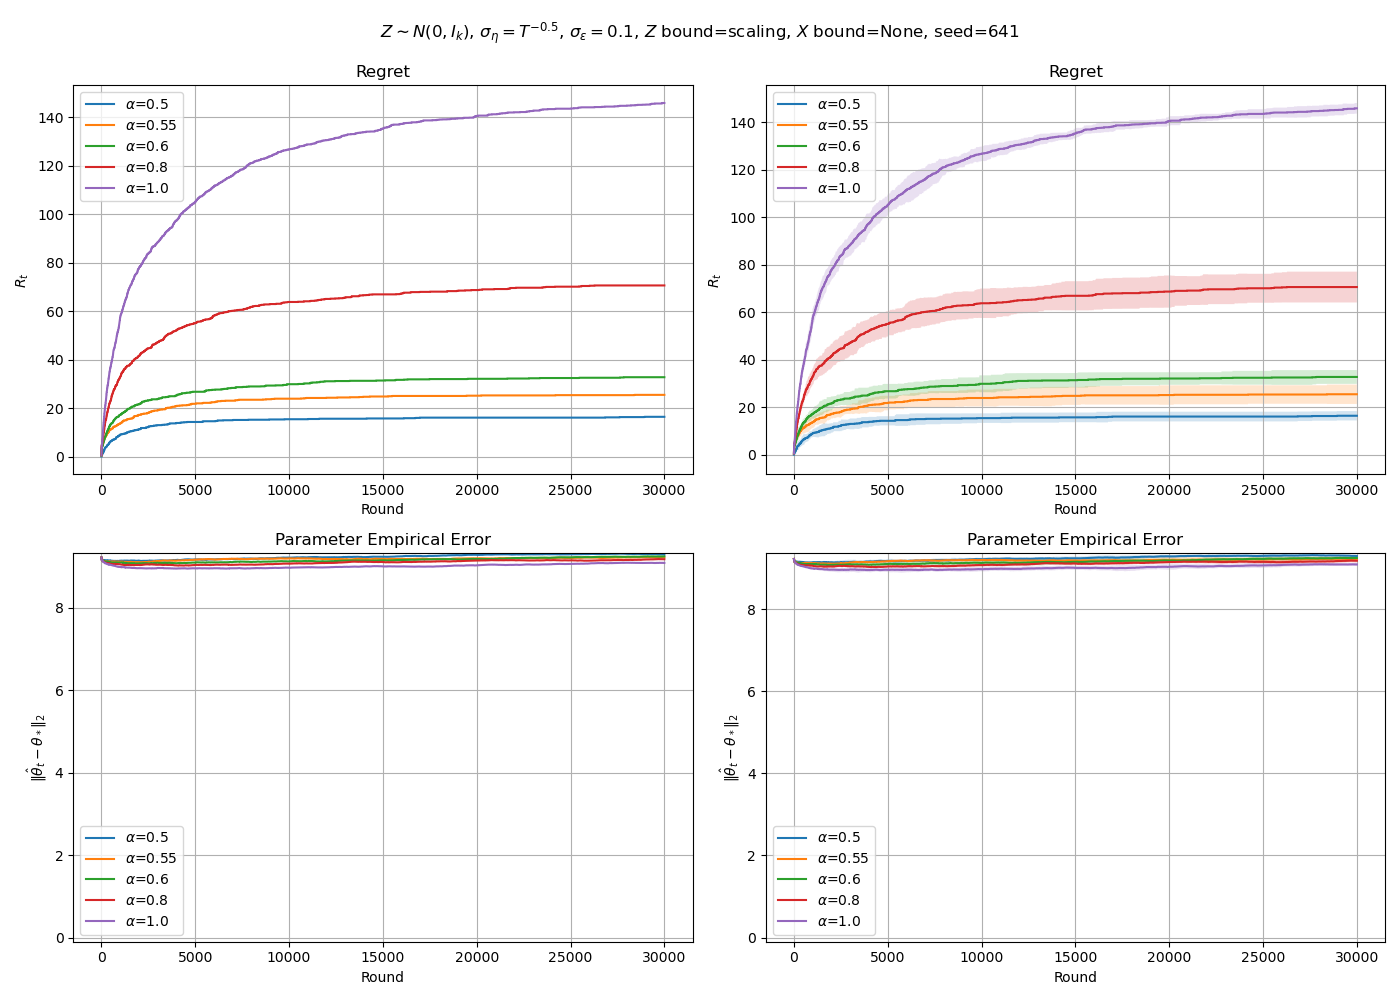 Z ∼ N(0, I_k), σ_η = T^{−0.5}, σ_ε = 0.1, Z bound=scaling, X bound=None, seed=641
Regret
R_t
140
120
100
80
60
40
20
0
α=0.5
α=0.55
α=0.6
α=0.8
α=1.0
0 5000 10000 15000 20000 25000 30000
Round
Regret
R_t
140
120
100
80
60
40
20
0
α=0.5
α=0.55
α=0.6
α=0.8
α=1.0
0 5000 10000 15000 20000 25000 30000
Round
Parameter Empirical Error
‖θ̂_t − θ_*‖_2
8
6
4
2
0
α=0.5
α=0.55
α=0.6
α=0.8
α=1.0
0 5000 10000 15000 20000 25000 30000
Round
Parameter Empirical Error
‖θ̂_t − θ_*‖_2
8
6
4
2
0
α=0.5
α=0.55
α=0.6
α=0.8
α=1.0
0 5000 10000 15000 20000 25000 30000
Round